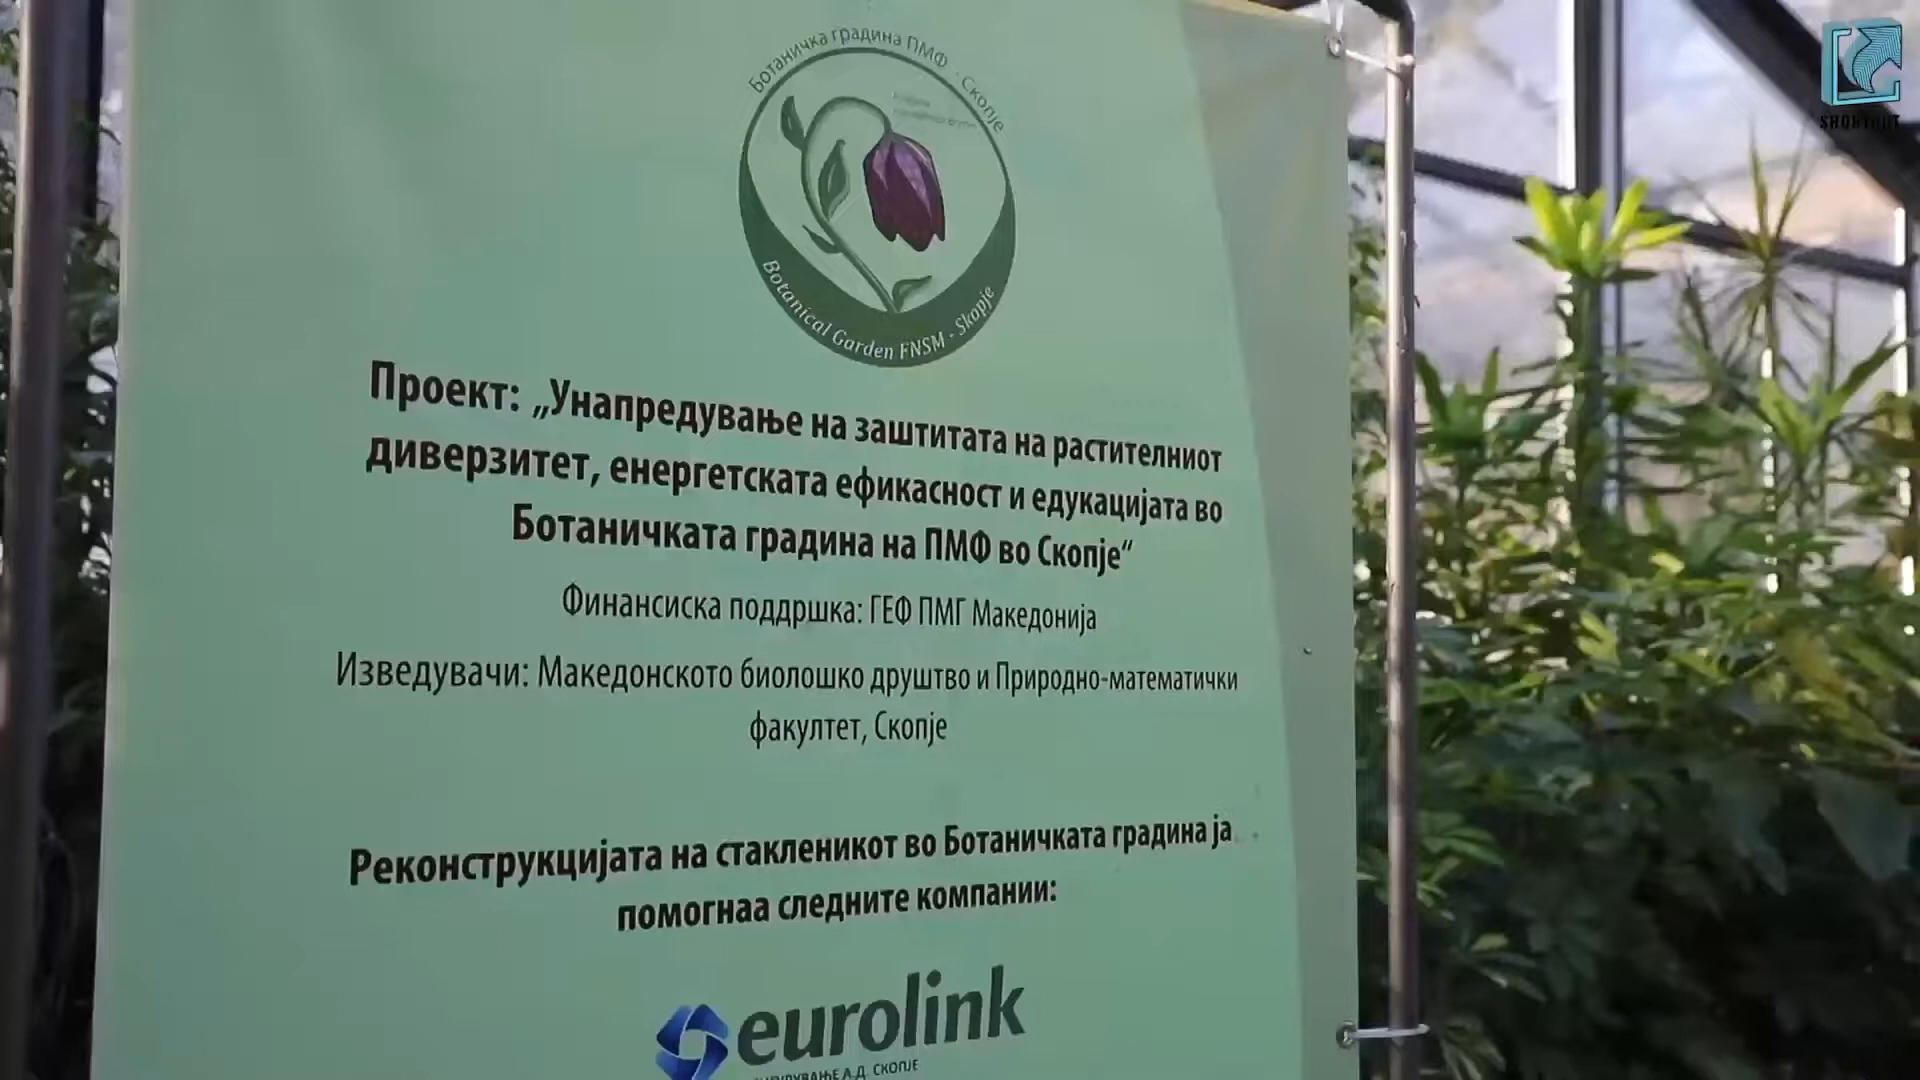 Ботаничка градина ПМФ - Скопје
Botanical Garden FNSM - Skopje
Проект: „Унапредување на заштитата на растителниот
диверзитет, енергетската ефикасност и едукацијата во
Ботаничката градина на ПМФ во Скопје“
Финансиска поддршка: ГЕФ ПМГ Македонија
Изведувачи: Македонското биолошко друштво и Природно-математички
факултет, Скопје
Реконструкцијата на стакленикот во Ботаничката градина ја
помогнаа следните компании:
eurolink
А.Д. СКОПЈЕ
SHORTCUT